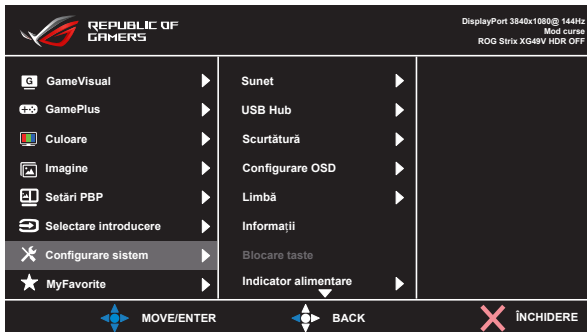 REPUBLIC OF
GAMERS
DisplayPort 3840x1080@ 144Hz
Mod curse
ROG Strix XG49V HDR OFF
G GameVisual
GamePlus
Culoare
Imagine
Setări PBP
Selectare introducere
Configurare sistem
MyFavorite
Sunet
USB Hub
Scurtătură
Configurare OSD
Limbă
Informații
Blocare taste
Indicator alimentare
MOVE/ENTER
BACK
ÎNCHIDERE